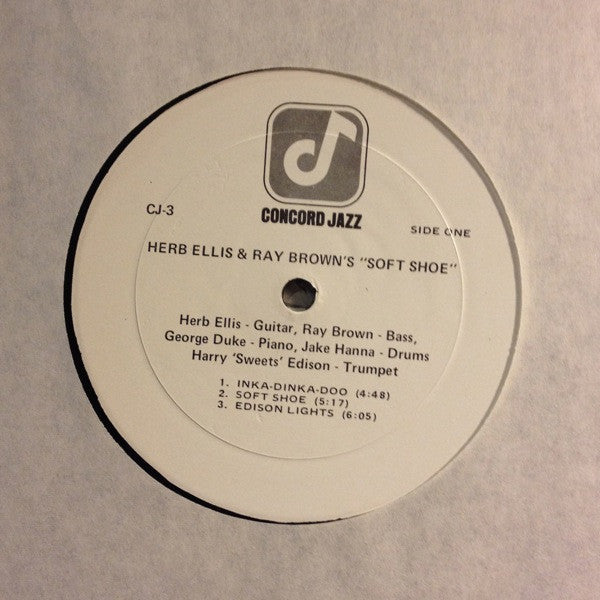 CONCORD JAZZ
CJ-3
SIDE ONE
HERB ELLIS & RAY BROWN'S "SOFT SHOE"
Herb Ellis - Guitar, Ray Brown - Bass,
George Duke - Piano, Jake Hanna - Drums
Harry 'Sweets' Edison - Trumpet
1. INKA-DINKA-DOO (4:48)
2. SOFT SHOE (5:17)
3. EDISON LIGHTS (6:05)